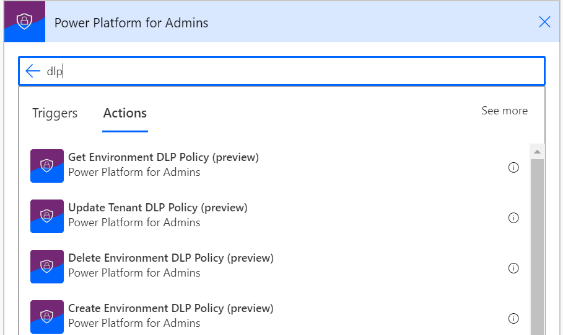 Power Platform for Admins
dlp
Triggers
Actions
See more
Get Environment DLP Policy (preview)
Power Platform for Admins
Update Tenant DLP Policy (preview)
Power Platform for Admins
Delete Environment DLP Policy (preview)
Power Platform for Admins
Create Environment DLP Policy (preview)
Power Platform for Admins